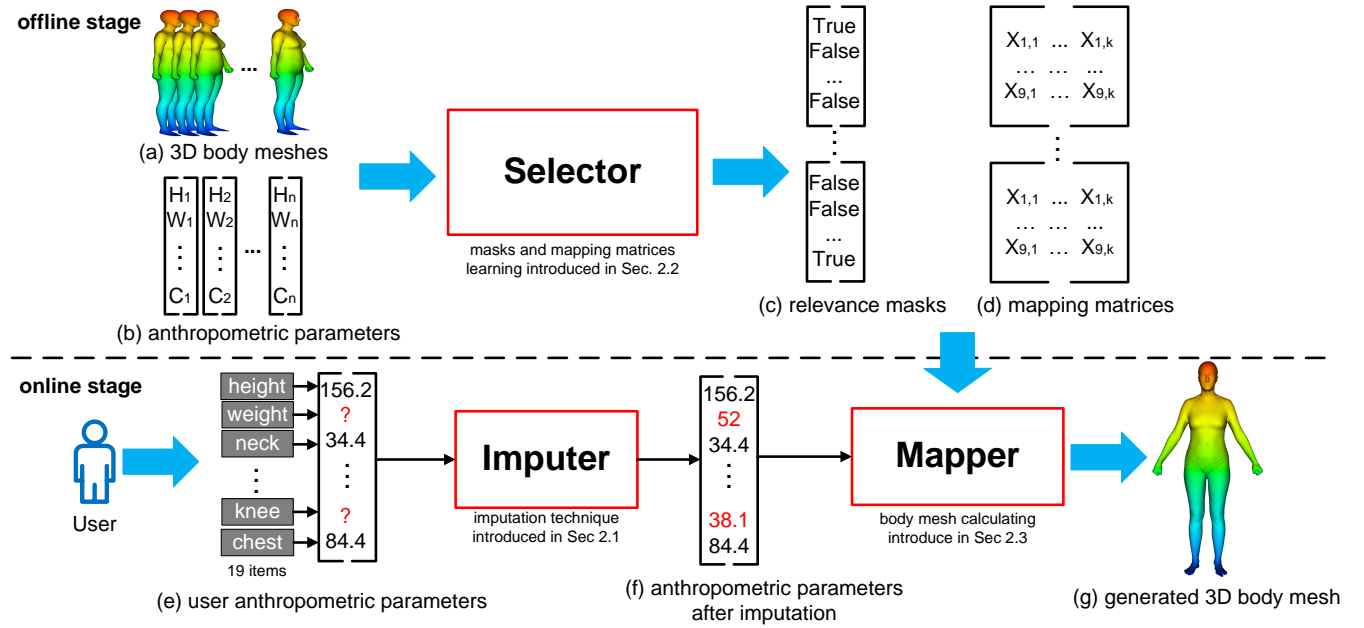 offline stage
...
(a) 3D body meshes
H1 H2 Hn
W1 W2 ... Wn
⋮ ⋮ ⋮
C1 C2 Cn
(b) anthropometric parameters
Selector
masks and mapping matrices
learning introduced in Sec. 2.2
True
False
...
False
⋮
False
False
...
True
(c) relevance masks
X1,1 ... X1,k
... ... ...
X9,1 ... X9,k
⋮
X1,1 ... X1,k
... ... ...
X9,1 ... X9,k
(d) mapping matrices
online stage
User
height 156.2
weight ?
neck 34.4
⋮ ⋮
knee ?
chest 84.4
19 items
(e) user anthropometric parameters
Imputer
imputation technique
introduced in Sec 2.1
156.2
52
34.4
⋮
38.1
84.4
(f) anthropometric parameters
after imputation
Mapper
body mesh calculating
introduce in Sec 2.3
(g) generated 3D body mesh